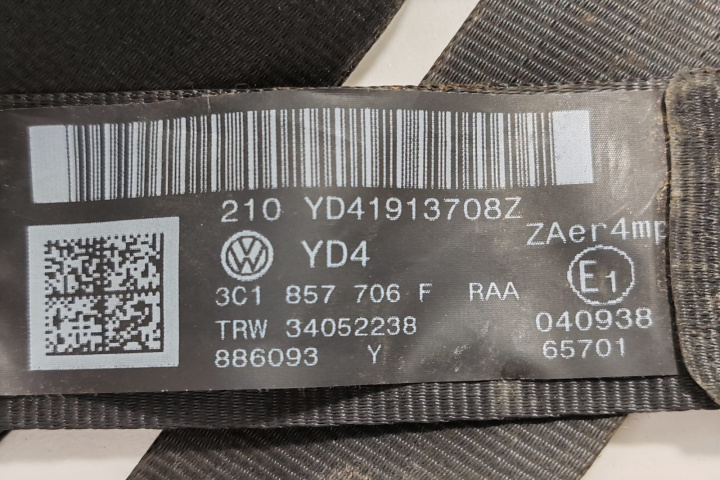 210 YD41913708Z
ZAer4mp
YD4
E1
3C1 857 706 F RAA
TRW 34052238
040938
886093 Y
65701